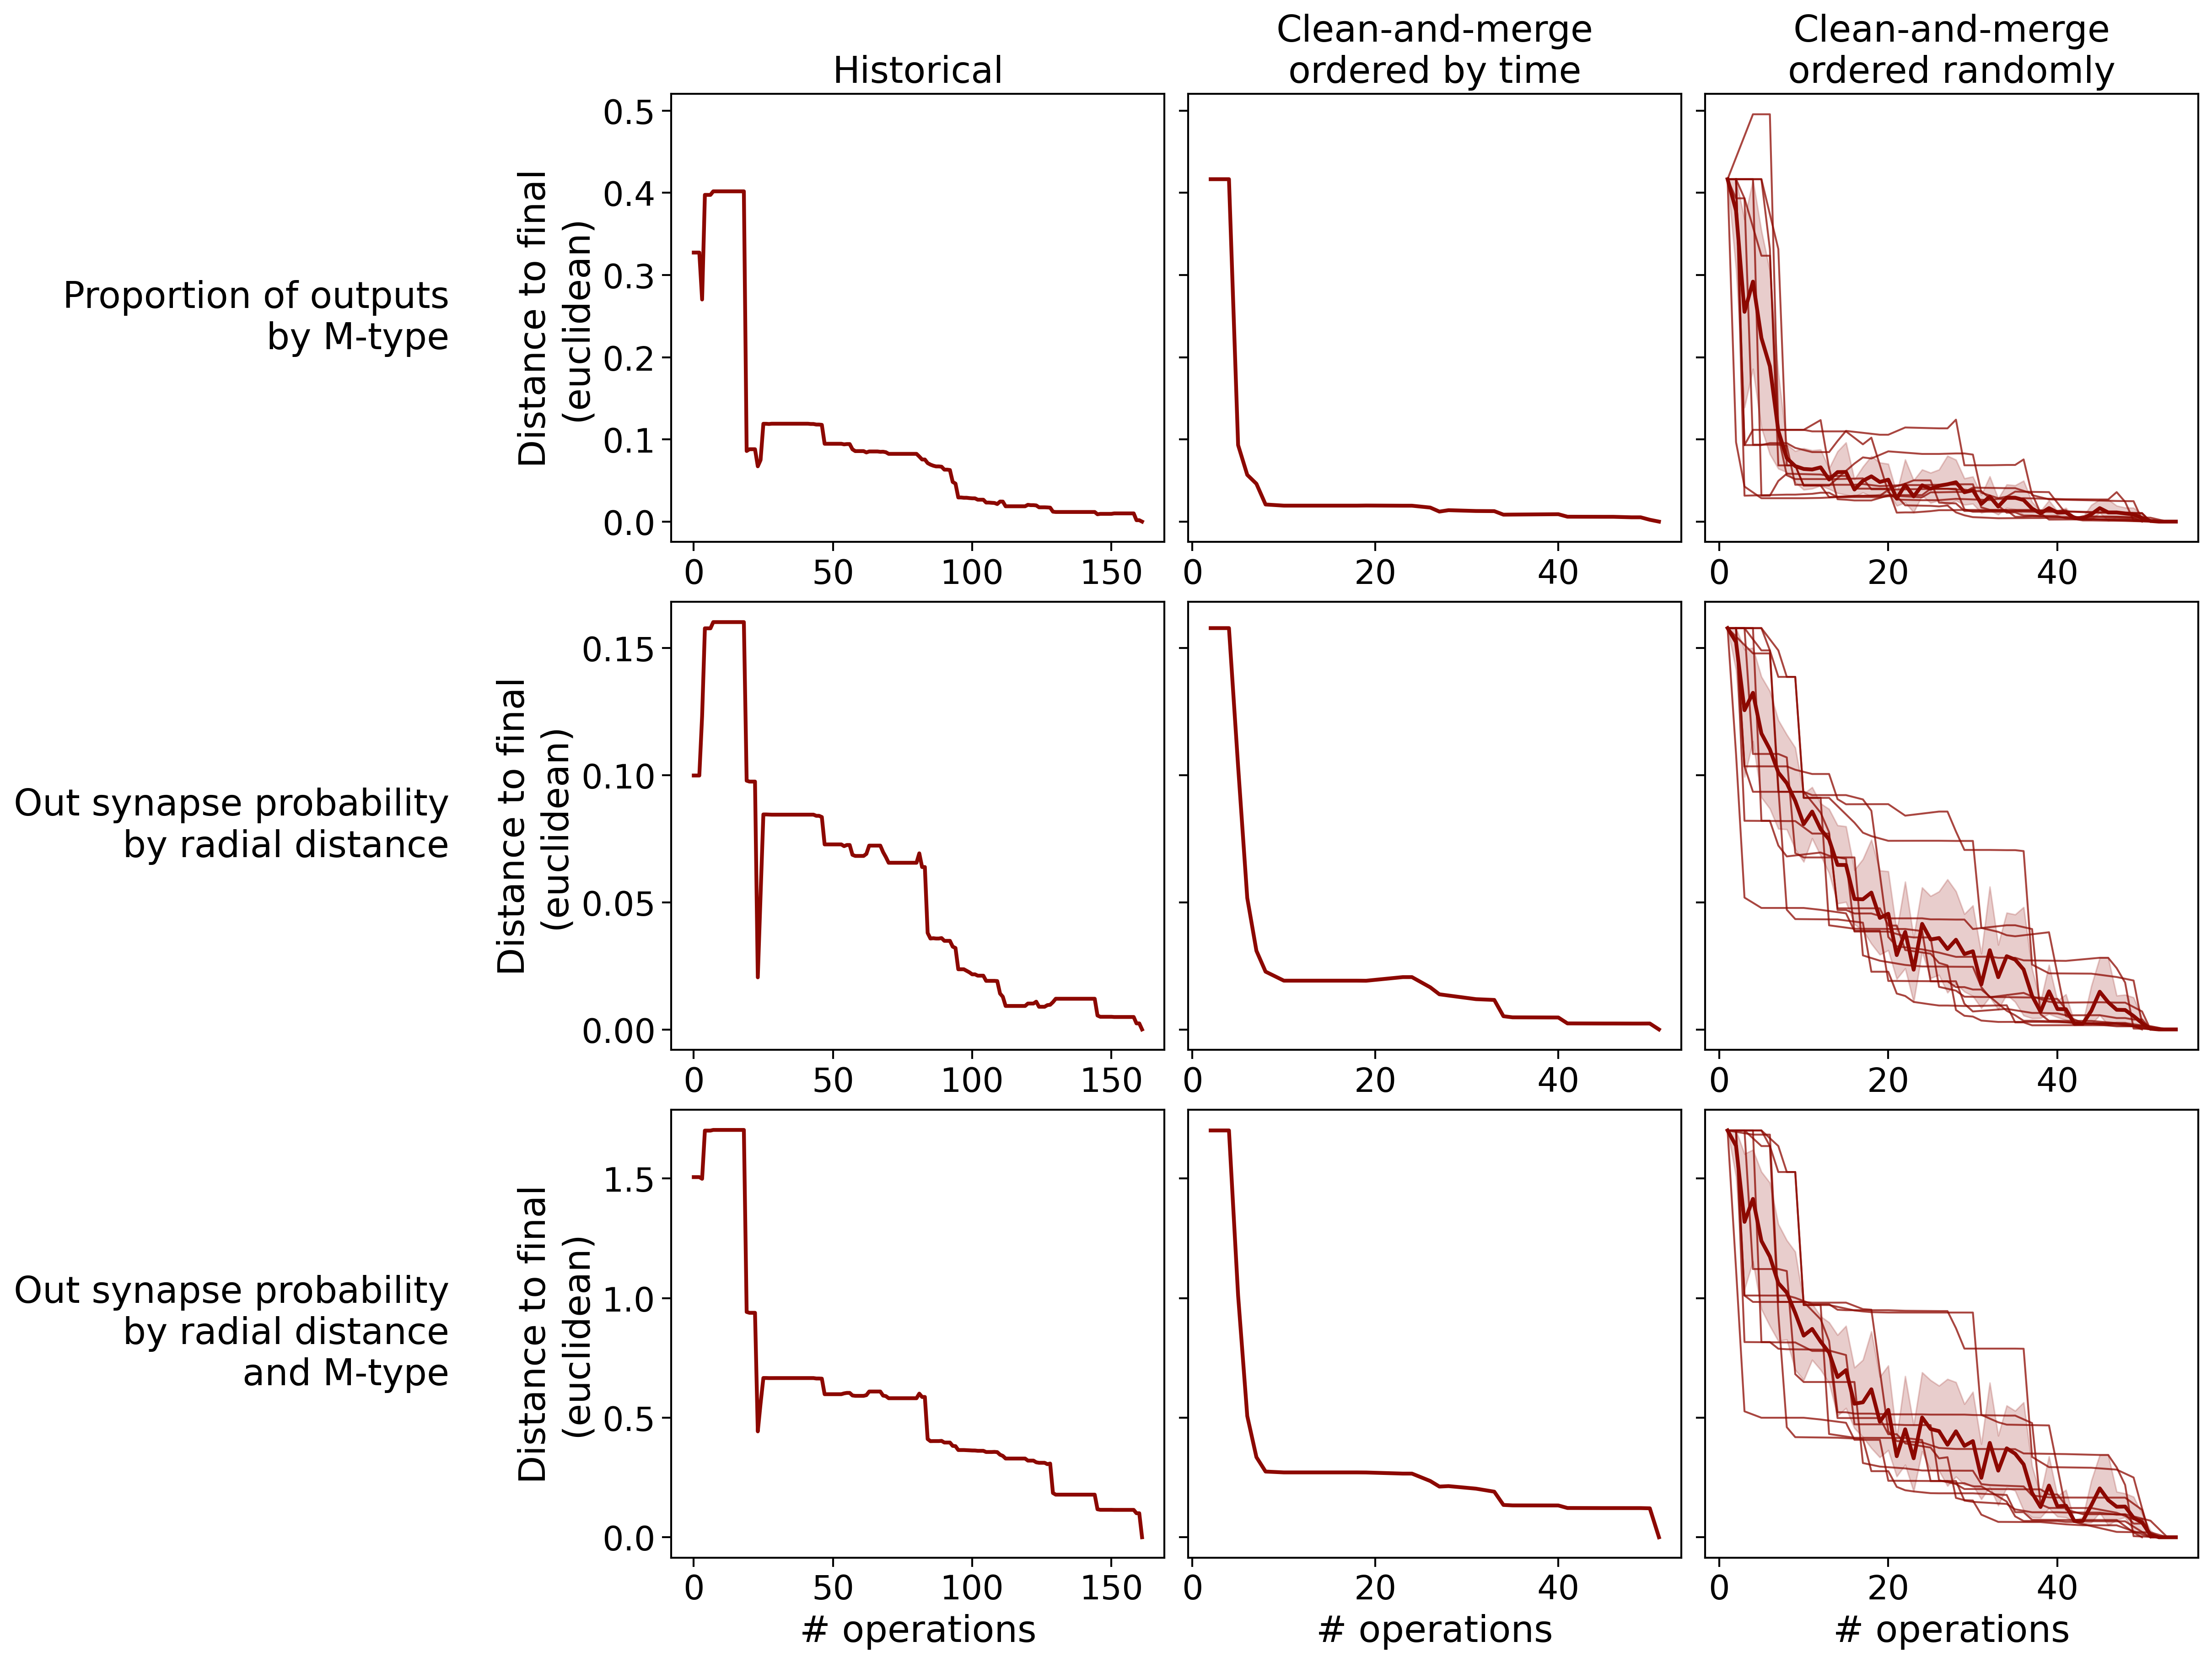 Historical
Clean-and-merge
ordered by time
Clean-and-merge
ordered randomly
Proportion of outputs
by M-type
Distance to final
(euclidean)
0.5
0.4
0.3
0.2
0.1
0.0
0 50 100 150
0 20 40
0 20 40
Out synapse probability
by radial distance
Distance to final
(euclidean)
0.15
0.10
0.05
0.00
0 50 100 150
0 20 40
0 20 40
Out synapse probability
by radial distance
and M-type
Distance to final
(euclidean)
1.5
1.0
0.5
0.0
0 50 100 150
0 20 40
0 20 40
# operations
# operations
# operations